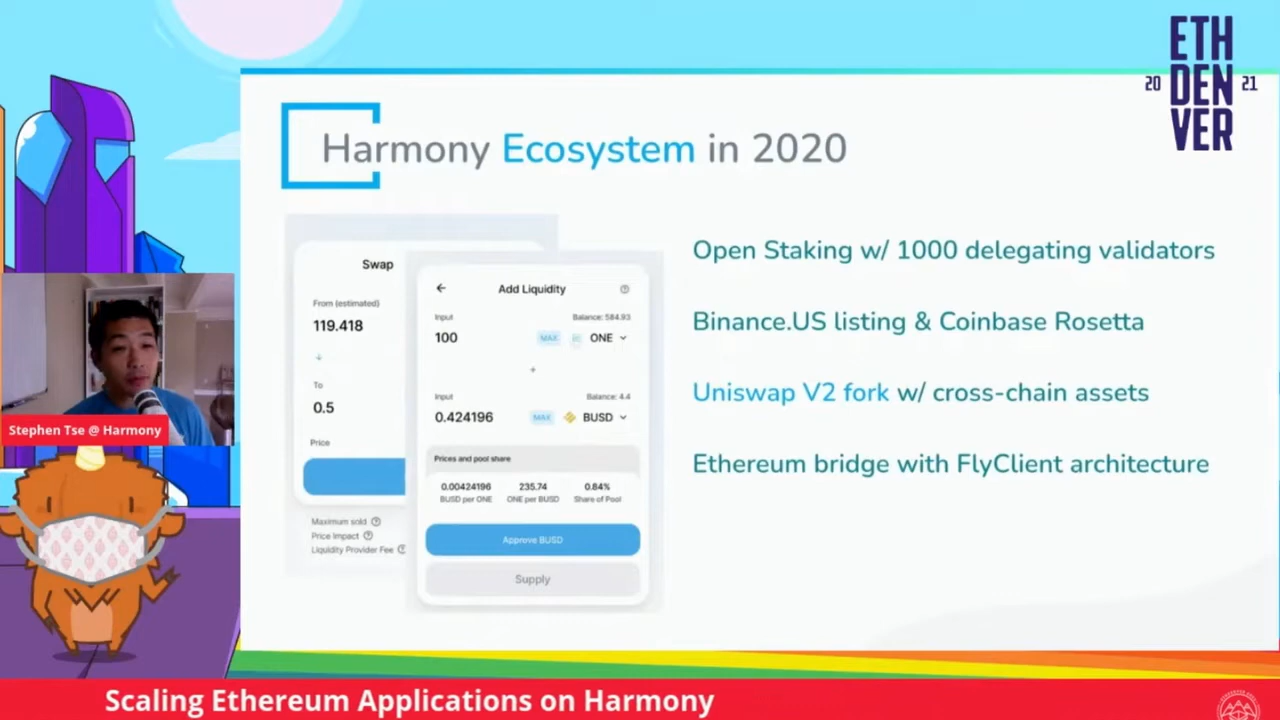 ETH
20 DEN 21
VER
Harmony Ecosystem in 2020
Swap
From (estimated)
119.418
To
0.5
Price
Maximum sold
Price Impact
Liquidity Provider Fee
Add Liquidity
Input
Balance: 584.93
100
MAX
ONE
Input
Balance: 4.4
0.424196
MAX
BUSD
Prices and pool share
0.00424196
235.74
0.84%
BUSD per ONE
ONE per BUSD
Share of Pool
Approve BUSD
Supply
Open Staking w/ 1000 delegating validators
Binance.US listing & Coinbase Rosetta
Uniswap V2 fork w/ cross-chain assets
Ethereum bridge with FlyClient architecture
Stephen Tse @ Harmony
Scaling Ethereum Applications on Harmony